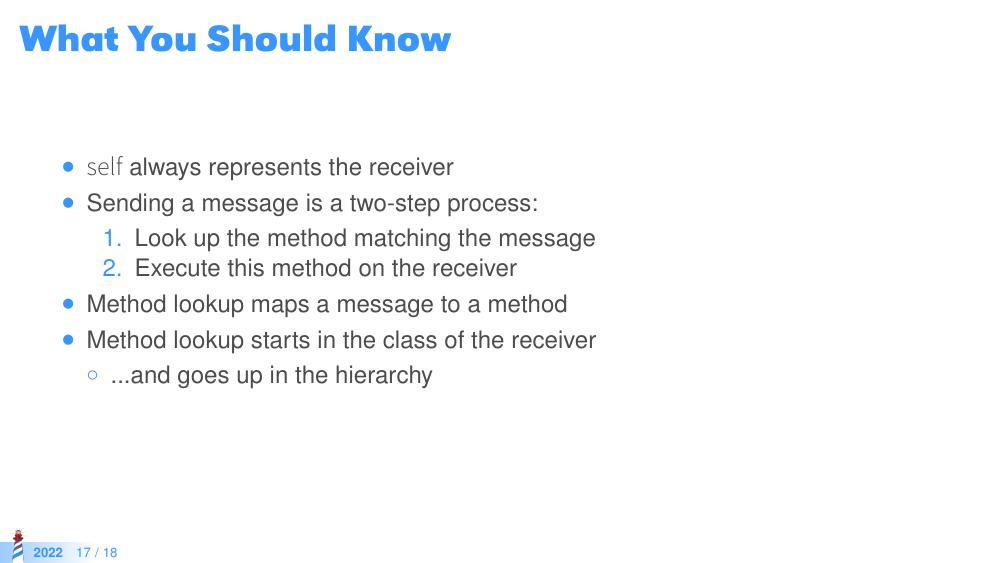 What You Should Know
• self always represents the receiver
• Sending a message is a two-step process:
1. Look up the method matching the message
2. Execute this method on the receiver
• Method lookup maps a message to a method
• Method lookup starts in the class of the receiver
○ ...and goes up in the hierarchy
2022 17 / 18